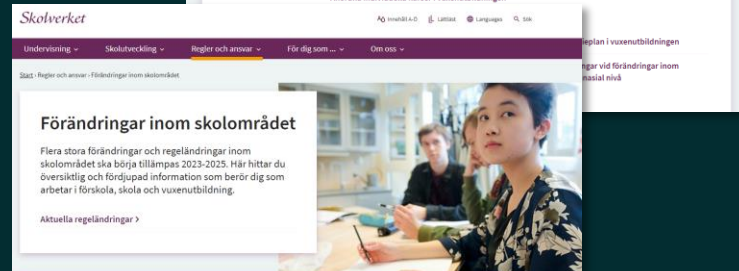 Skolverket
Innehåll A-Ö Lättläst Languages Sök
Undervisning Skolutveckling Regler och ansvar För dig som ... Om oss
Start › Regler och ansvar › Förändringar inom skolområdet
eplan i vuxenutbildningen
ngar vid förändringar inom
nasial nivå
Förändringar inom skolområdet
Flera stora förändringar och regeländringar inom
skolområdet ska börja tillämpas 2023-2025. Här hittar du
översiktlig och fördjupad information som berör dig som
arbetar i förskola, skola och vuxenutbildning.
Aktuella regeländringar >